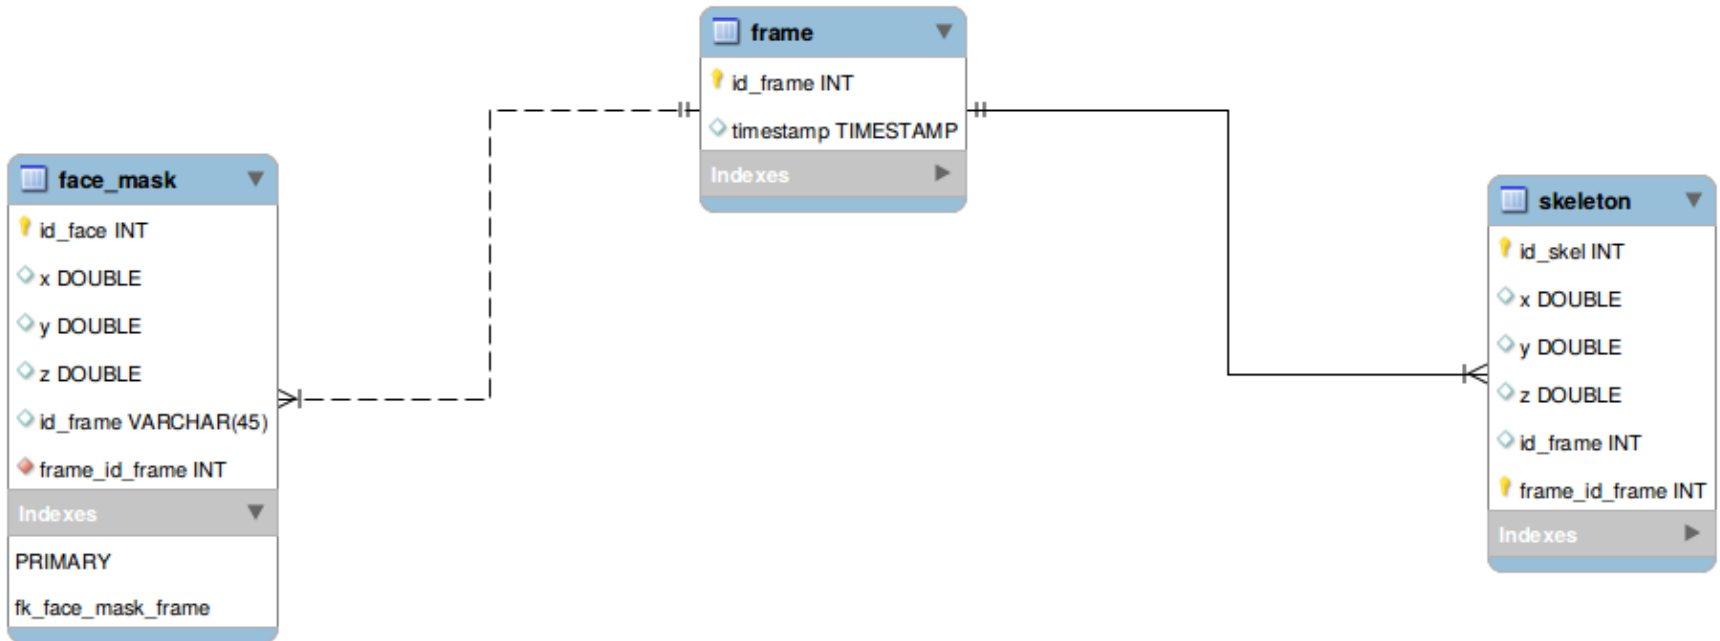 frame
id_frame INT
timestamp TIMESTAMP
Indexes
face_mask
id_face INT
x DOUBLE
y DOUBLE
z DOUBLE
id_frame VARCHAR(45)
frame_id_frame INT
Indexes
PRIMARY
fk_face_mask_frame
skeleton
id_skel INT
x DOUBLE
y DOUBLE
z DOUBLE
id_frame INT
frame_id_frame INT
Indexes